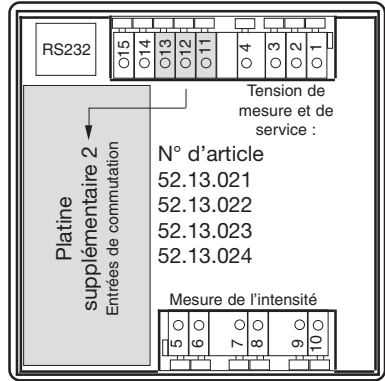 RS232
15 14 13 12 11 4 3 2 1
Tension de
mesure et de
service :
Platine
supplémentaire 2
Entrées de commutation
N° d'article
52.13.021
52.13.022
52.13.023
52.13.024
Mesure de l'intensité
5 6 7 8 9 10